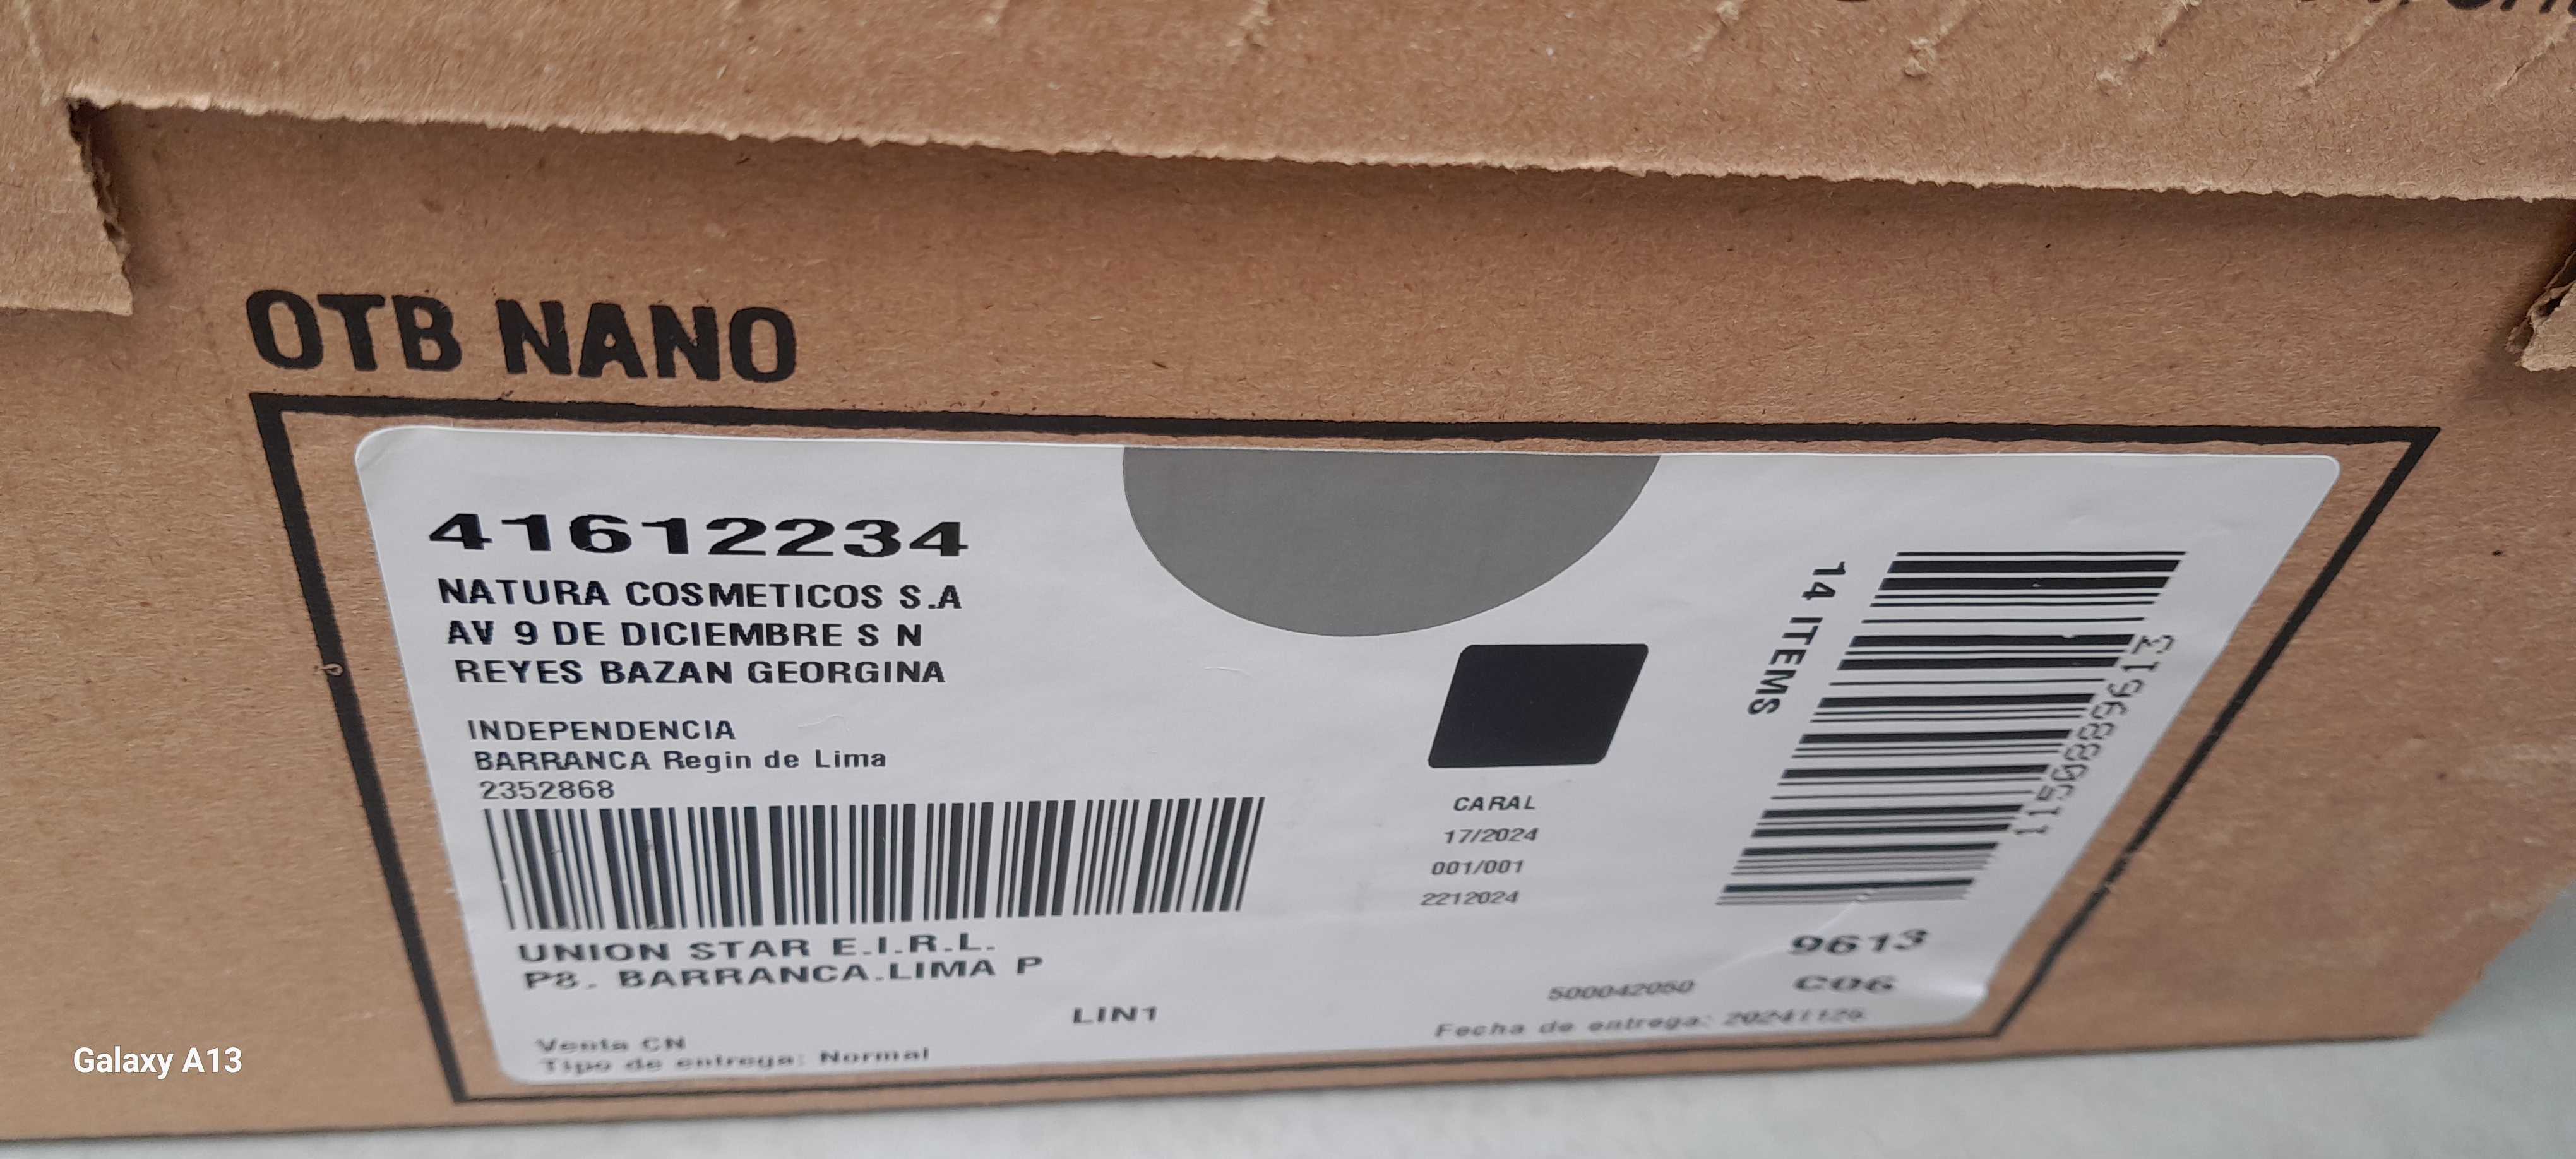 OTB NANO
41612234
NATURA COSMETICOS S.A
AV 9 DE DICIEMBRE S N
REYES BAZAN GEORGINA
INDEPENDENCIA
BARRANCA Regin de Lima
2352868
UNION STAR E.I.R.L.
P8. BARRANCA.LIMA P
LIN1
Venta CN
Tipo de entrega: Normal
CARAL
17/2024
001/001
2212024
14 ITEMS
9613
C06
500042050
Fecha de entrega:
Galaxy A13